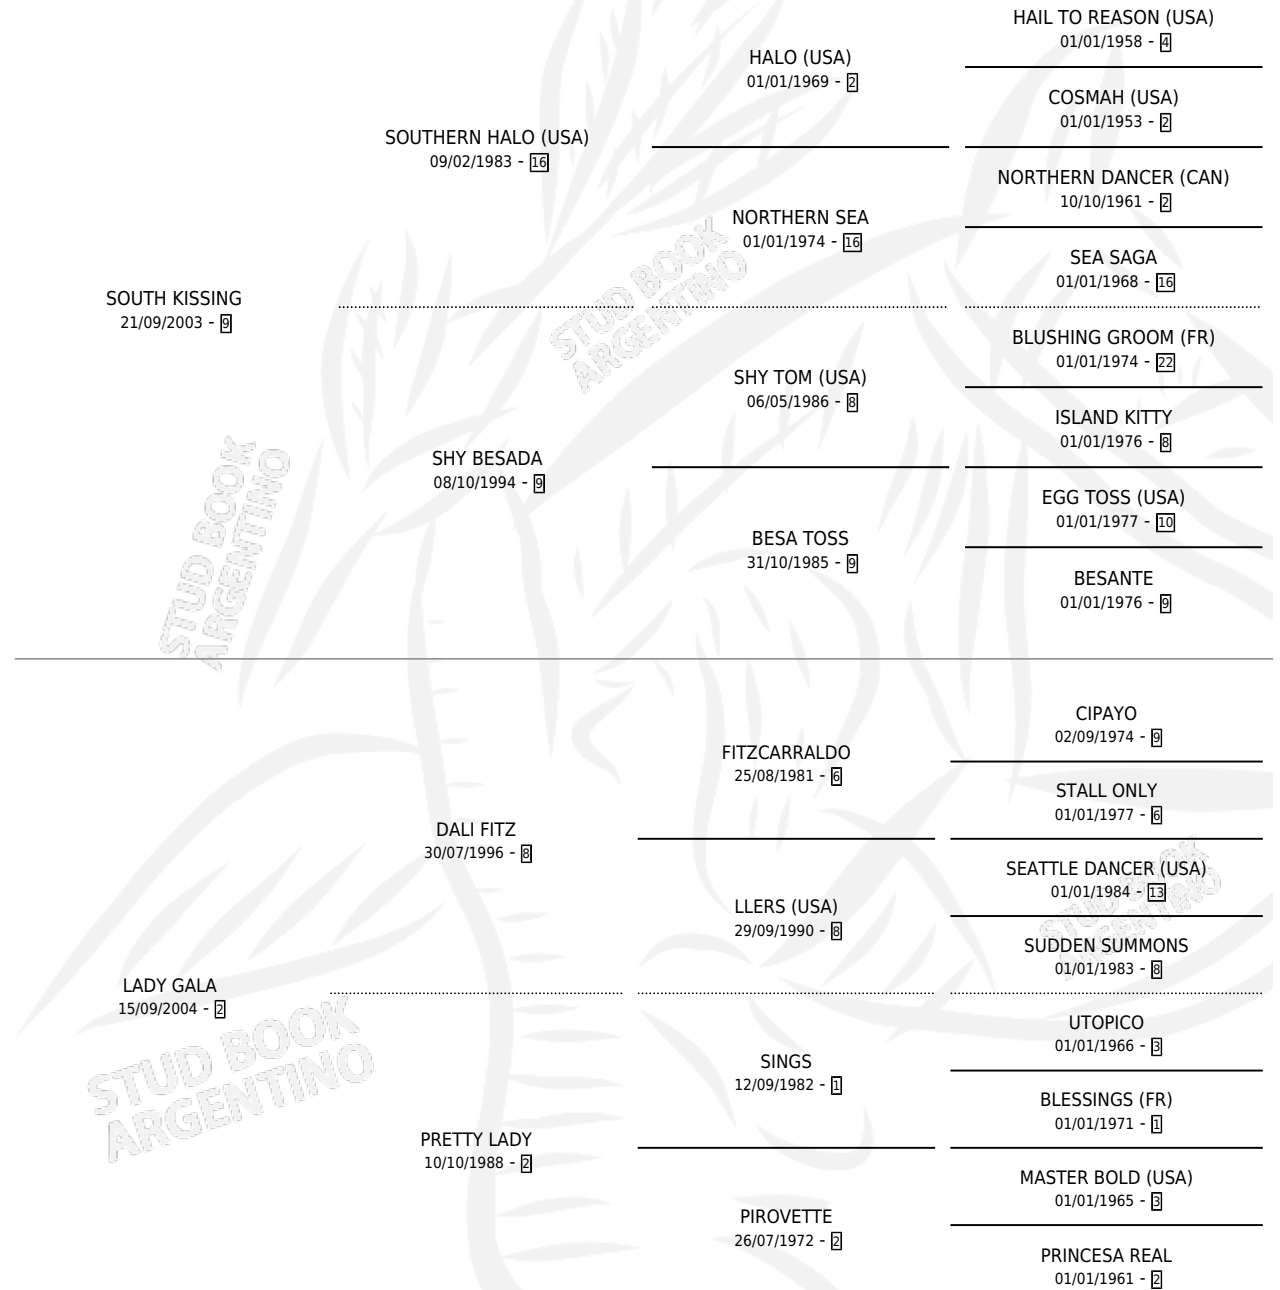 HAIL TO REASON (USA)
01/01/1958 - 4
HALO (USA)
01/01/1969 - 2
COSMAH (USA)
01/01/1953 - 2
SOUTHERN HALO (USA)
09/02/1983 - 16
NORTHERN DANCER (CAN)
10/10/1961 - 2
NORTHERN SEA
01/01/1974 - 16
SEA SAGA
01/01/1968 - 16
SOUTH KISSING
21/09/2003 - 9
BLUSHING GROOM (FR)
01/01/1974 - 22
SHY TOM (USA)
06/05/1986 - 8
ISLAND KITTY
01/01/1976 - 8
SHY BESADA
08/10/1994 - 9
EGG TOSS (USA)
01/01/1977 - 10
BESA TOSS
31/10/1985 - 9
BESANTE
01/01/1976 - 9
CIPAYO
02/09/1974 - 9
FITZCARRALDO
25/08/1981 - 6
STALL ONLY
01/01/1977 - 6
DALI FITZ
30/07/1996 - 8
SEATTLE DANCER (USA)
01/01/1984 - 13
LLERS (USA)
29/09/1990 - 8
SUDDEN SUMMONS
01/01/1983 - 8
LADY GALA
15/09/2004 - 2
UTOPICO
01/01/1966 - 3
SINGS
12/09/1982 - 1
BLESSINGS (FR)
01/01/1971 - 1
PRETTY LADY
10/10/1988 - 2
MASTER BOLD (USA)
01/01/1965 - 3
PIROVETTE
26/07/1972 - 2
PRINCESA REAL
01/01/1961 - 2
STUD BOOK
ARGENTINO
STUD BOOK
ARGENTINO
STUD BOOK
ARGENTINO
STUD BOOK
ARGENTINO